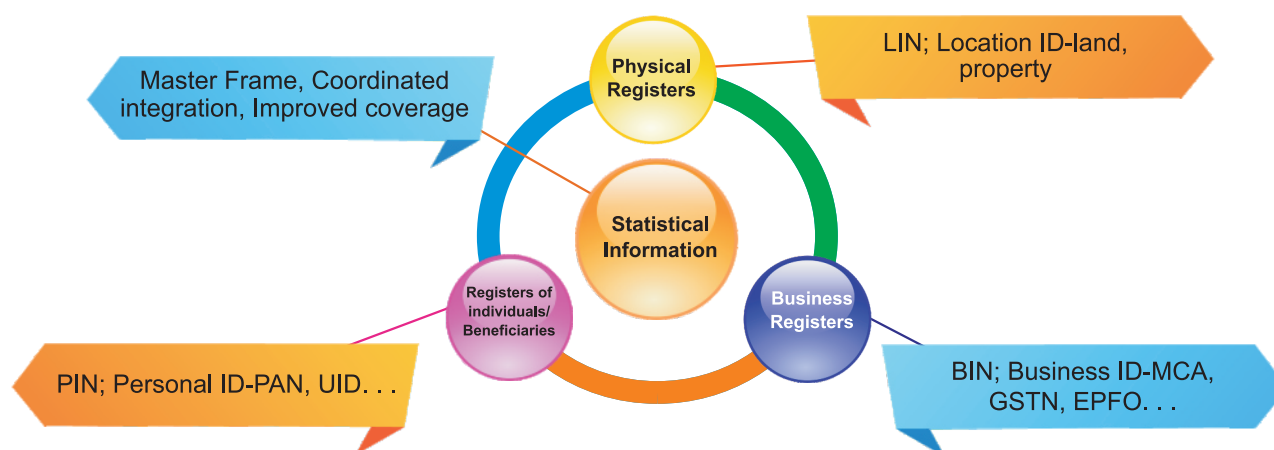 Physical
Registers
LIN; Location ID-land,
property
Master Frame, Coordinated
integration, Improved coverage
Statistical
Information
Registers of
individuals/
Beneficiaries
Business
Registers
PIN; Personal ID-PAN, UID. . .
BIN; Business ID-MCA,
GSTN, EPFO. . .